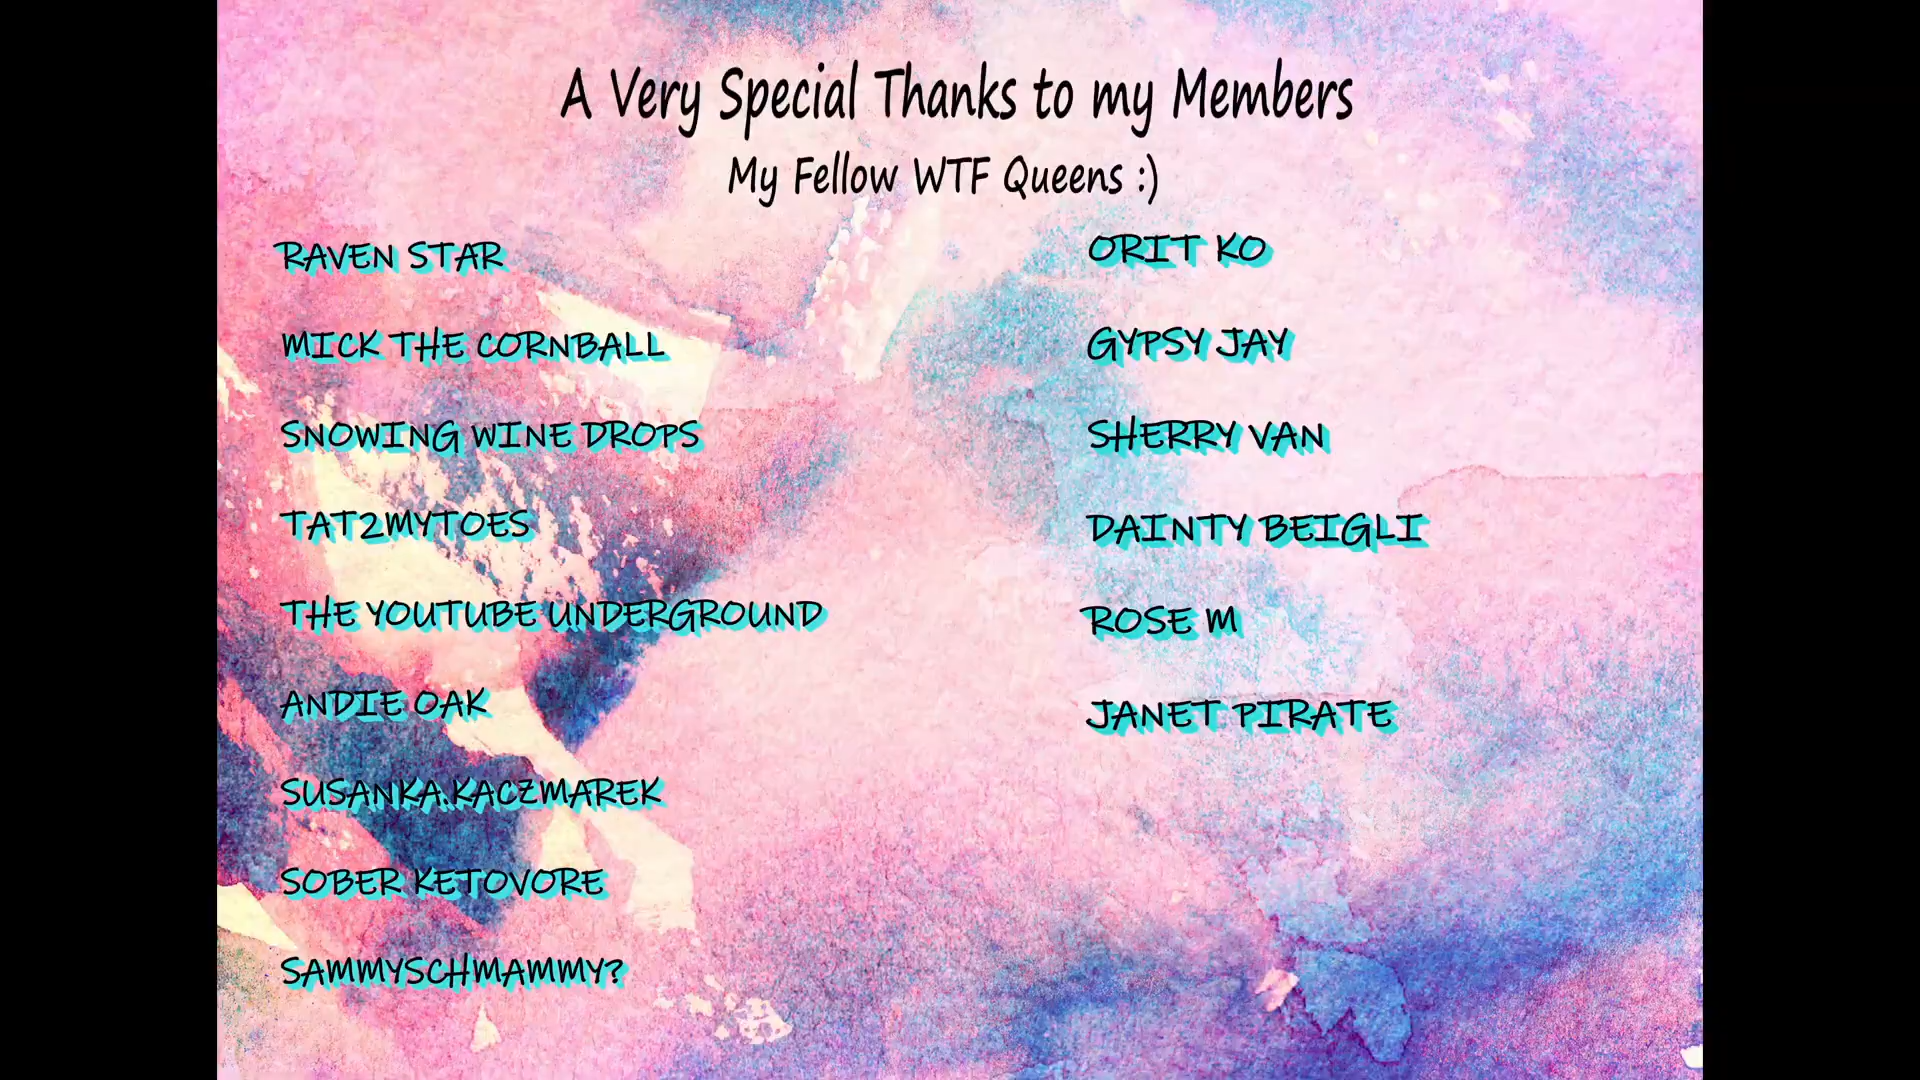 A Very Special Thanks to my Members
My Fellow WTF Queens :)
RAVEN STAR
MICK THE CORNBALL
SNOWING WINE DROPS
TAT2MYTOES
THE YOUTUBE UNDERGROUND
ANDIE OAK
SUSANKA.KACZMAREK
SOBER KETOVORE
SAMMYSCHMAMMY?
ORIT KO
GYPSY JAY
SHERRY VAN
DAINTY BEIGLI
ROSE M
JANET PIRATE